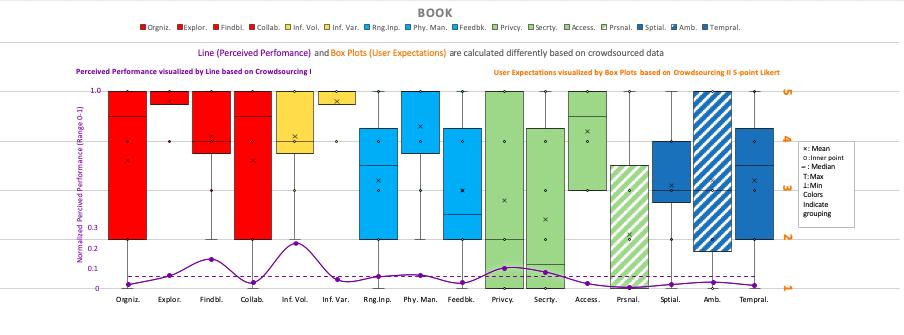 BOOK
Orgniz. Explor. Findbl. Collab. Inf. Vol. Inf. Var. Rng.Inp. Phy. Man. Feedbk. Privcy. Secrty. Access. Prsnal. Sptial. Amb. Tempral.
Line (Perceived Perfomance) and Box Plots (User Expectations) are calculated differently based on crowdsourced data
Perceived Performance visualized by Line based on Crowdsourcing I
User Expectations visualized by Box Plots based on Crowdsourcing II 5-point Likert
Normalized Percived Performance (Range 0-1)
1.0
0.3
0.2
0.1
0
5
4
3
2
1
×: Mean
o:Inner point
–: Median
T:Max
⊥:Min
Colors
Indicate
grouping
Orgniz. Explor. Findbl. Collab. Inf. Vol. Inf. Var. Rng.Inp. Phy. Man. Feedbk. Privcy. Secrty. Access. Prsnal. Sptial. Amb. Tempral.